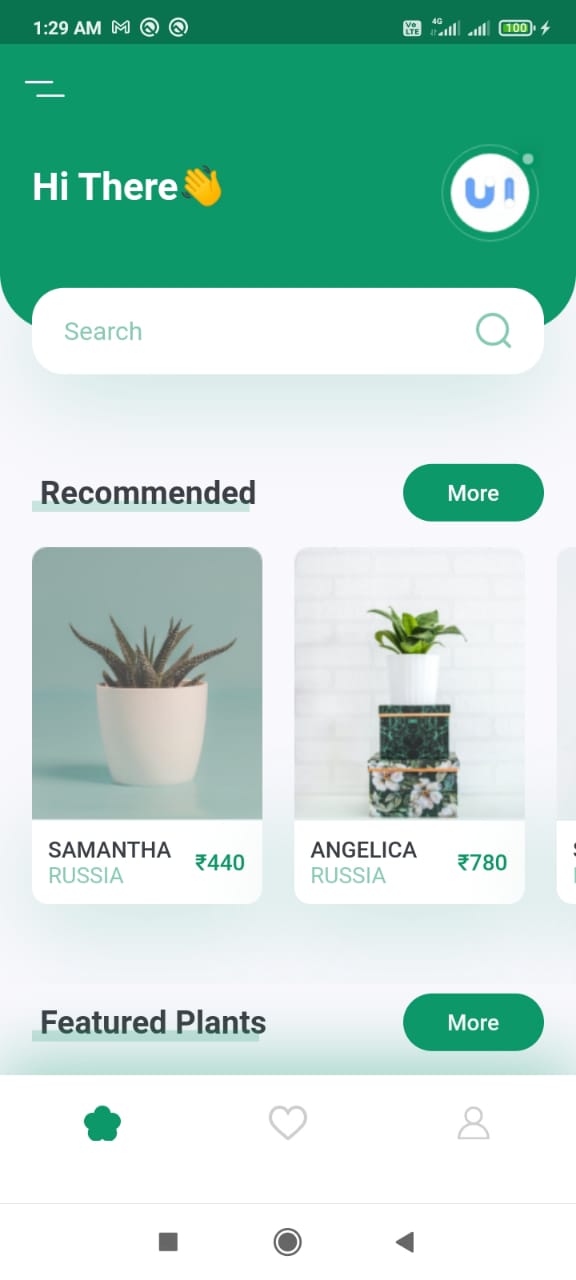 1:29 AM Vo LTE 4G 100
Hi There👋
UI
Search
Recommended More
SAMANTHA
RUSSIA
₹440
ANGELICA
RUSSIA
₹780
Featured Plants More